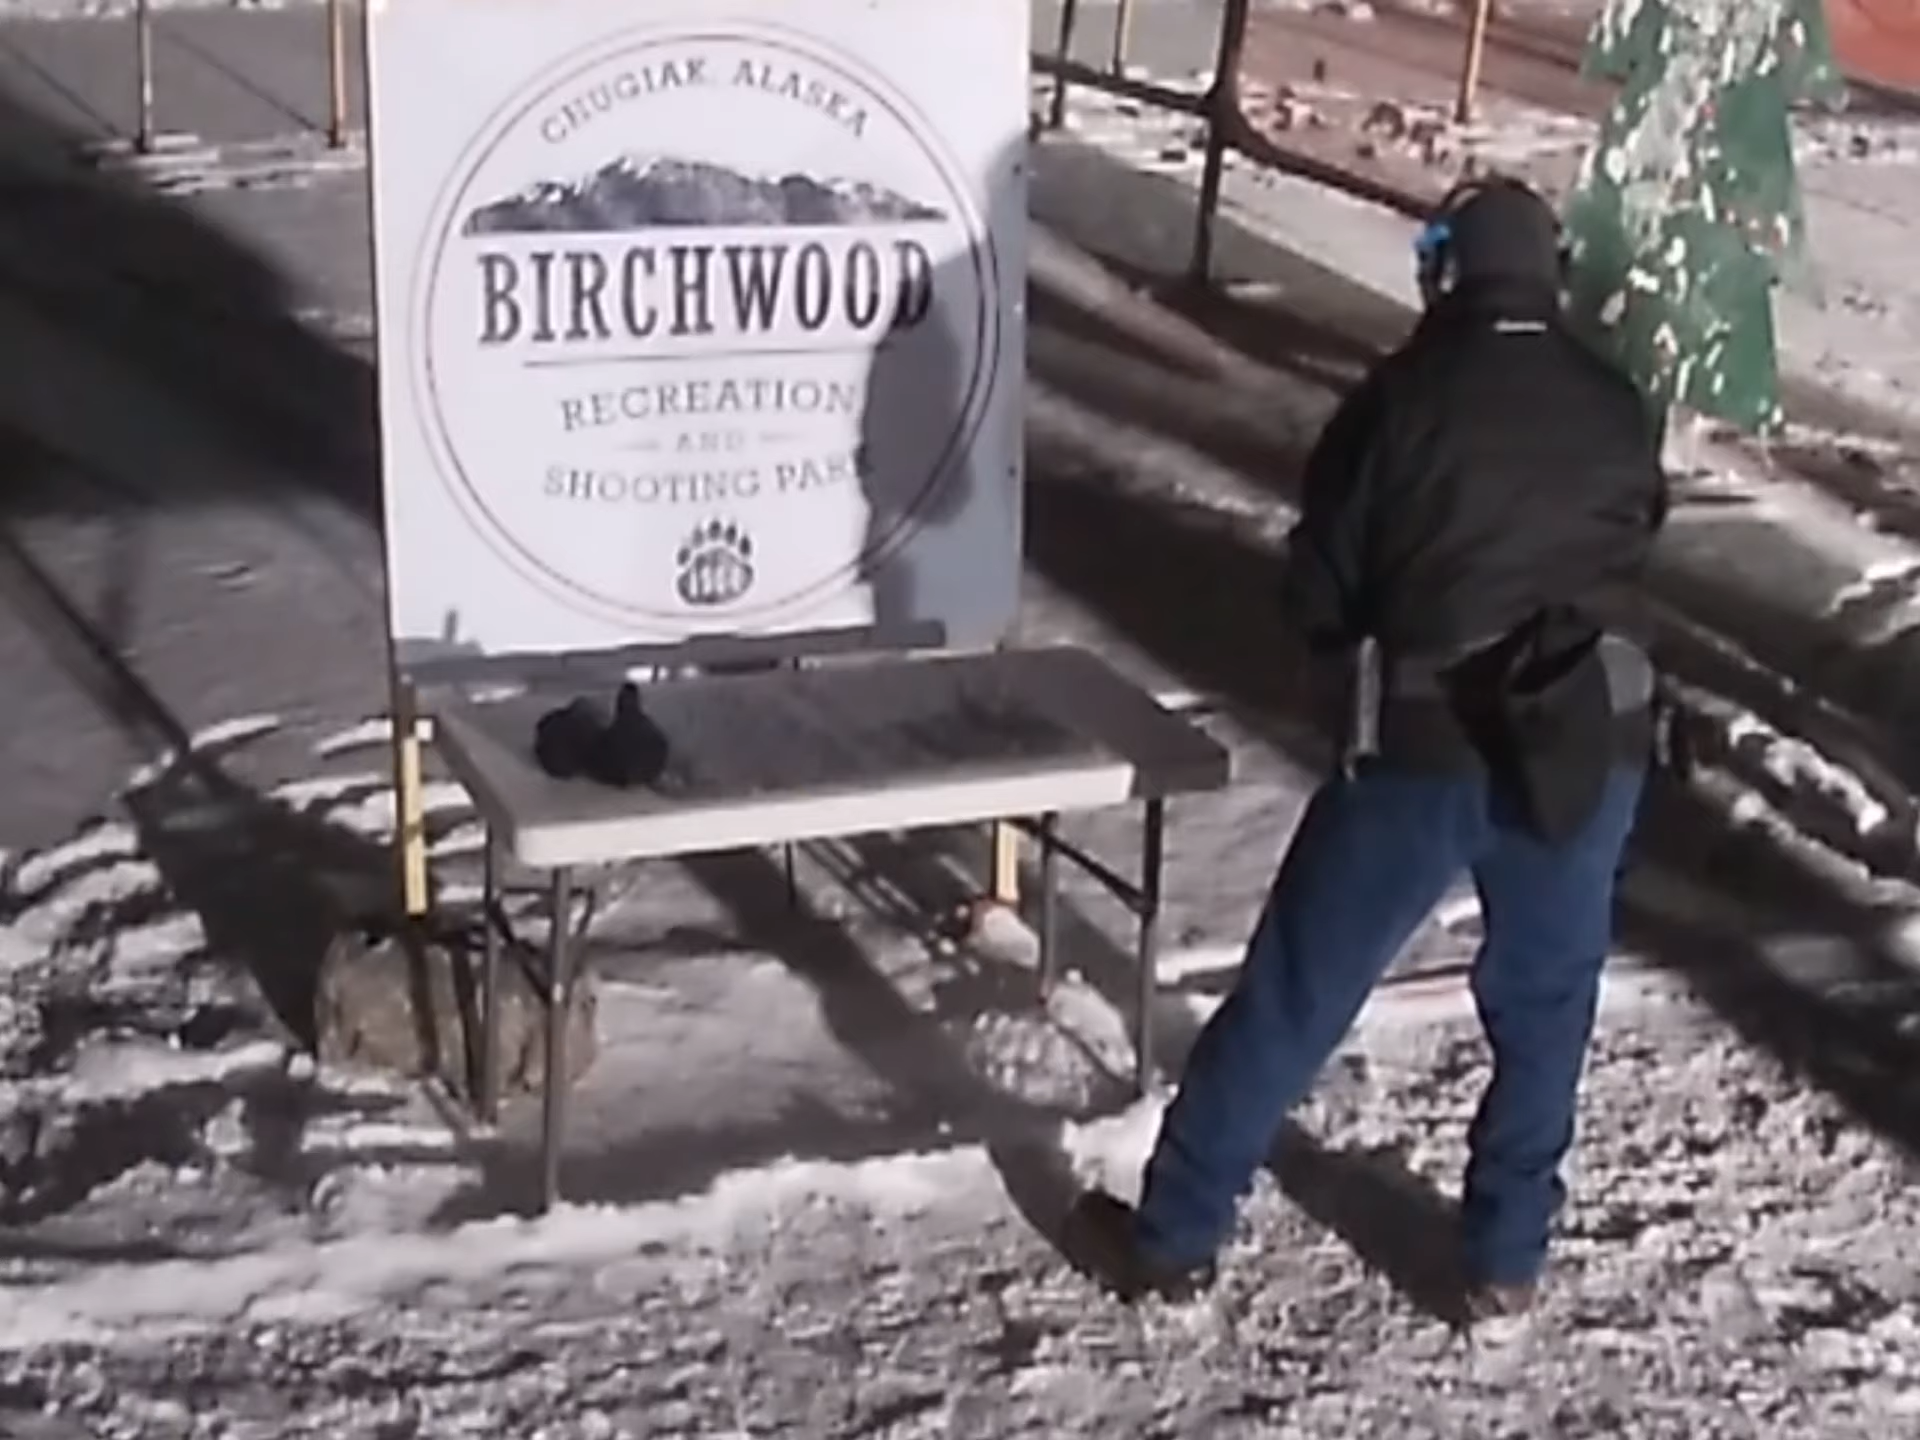 CHUGIAK, ALASKA
BIRCHWOOD
RECREATION
AND
SHOOTING PARK